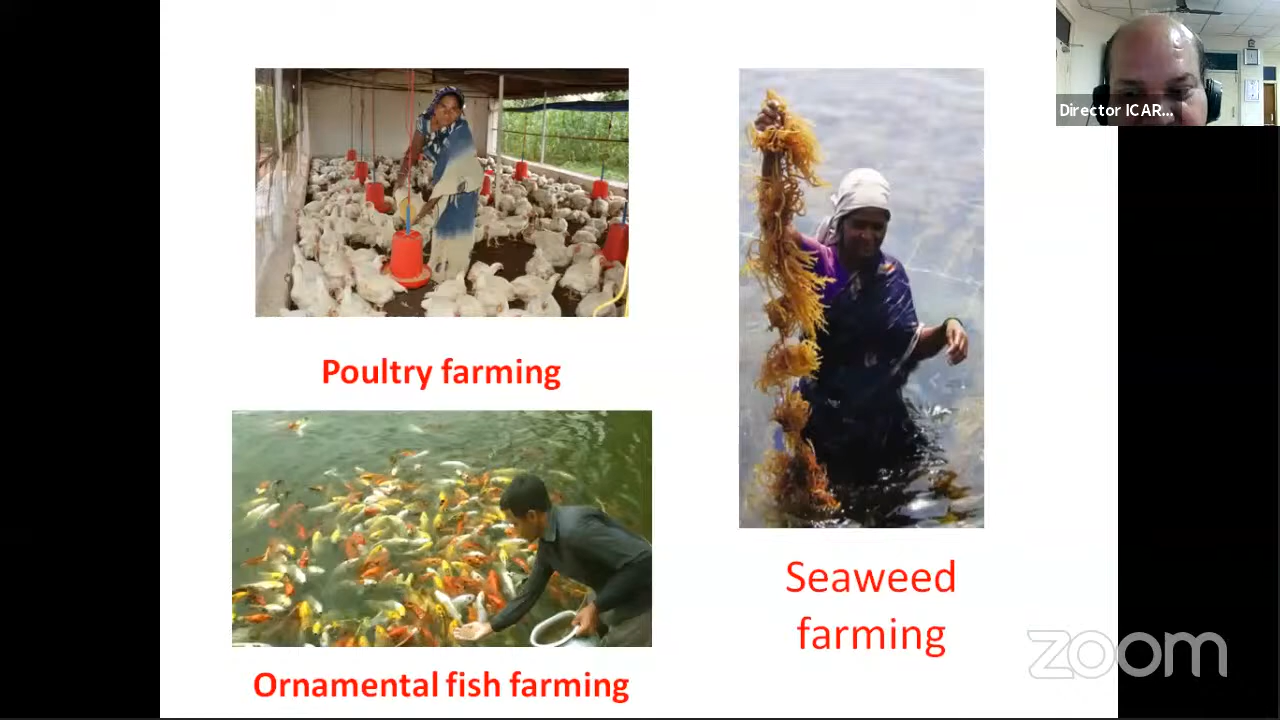 Director ICAR...
Poultry farming
Ornamental fish farming
Seaweed
farming
zoom